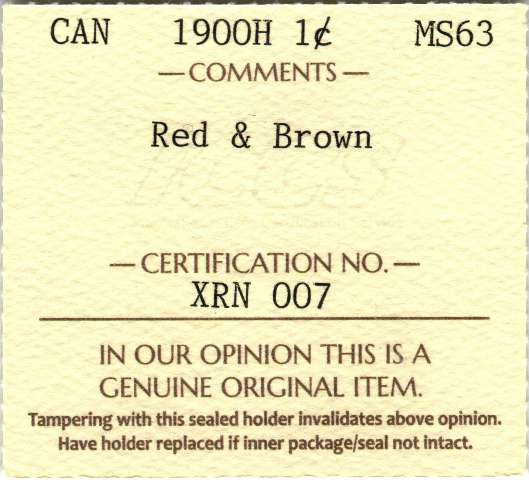 CAN 1900H 1¢ MS63
— COMMENTS —
Red & Brown
— CERTIFICATION NO. —
XRN 007
IN OUR OPINION THIS IS A
GENUINE ORIGINAL ITEM.
Tampering with this sealed holder invalidates above opinion.
Have holder replaced if inner package/seal not intact.